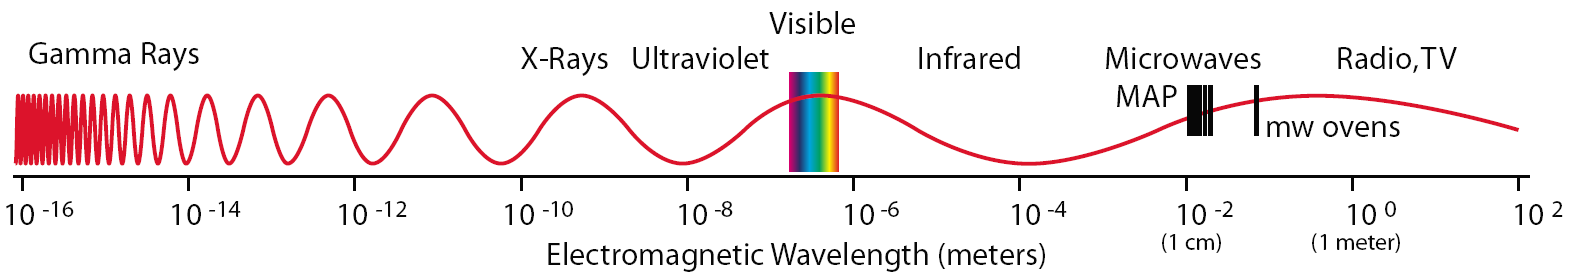 Visible
Gamma Rays X-Rays Ultraviolet Infrared Microwaves Radio,TV
MAP
mw ovens
10 -16 10 -14 10 -12 10 -10 10 -8 10 -6 10 -4 10 -2 10 0 10 2
(1 cm) (1 meter)
Electromagnetic Wavelength (meters)